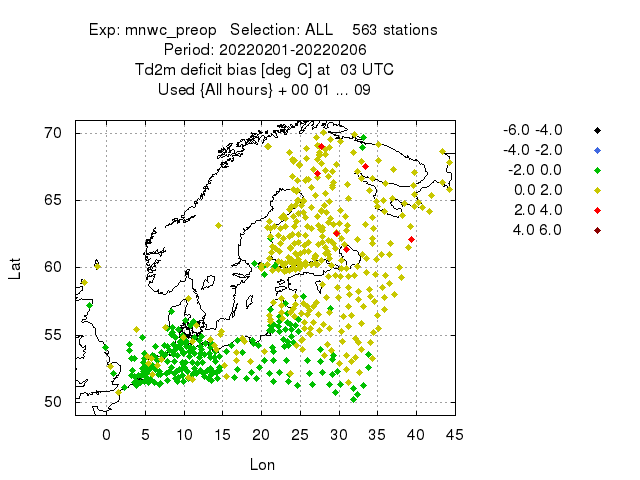 Exp: mnwc_preop   Selection: ALL    563 stations
Period: 20220201-20220206
Td2m deficit bias [deg C] at  03 UTC
Used {All hours} + 00 01 ... 09
-6.0 -4.0
-4.0 -2.0
-2.0 0.0
0.0 2.0
2.0 4.0
4.0 6.0
70
65
60
55
50
Lat
0 5 10 15 20 25 30 35 40 45
Lon